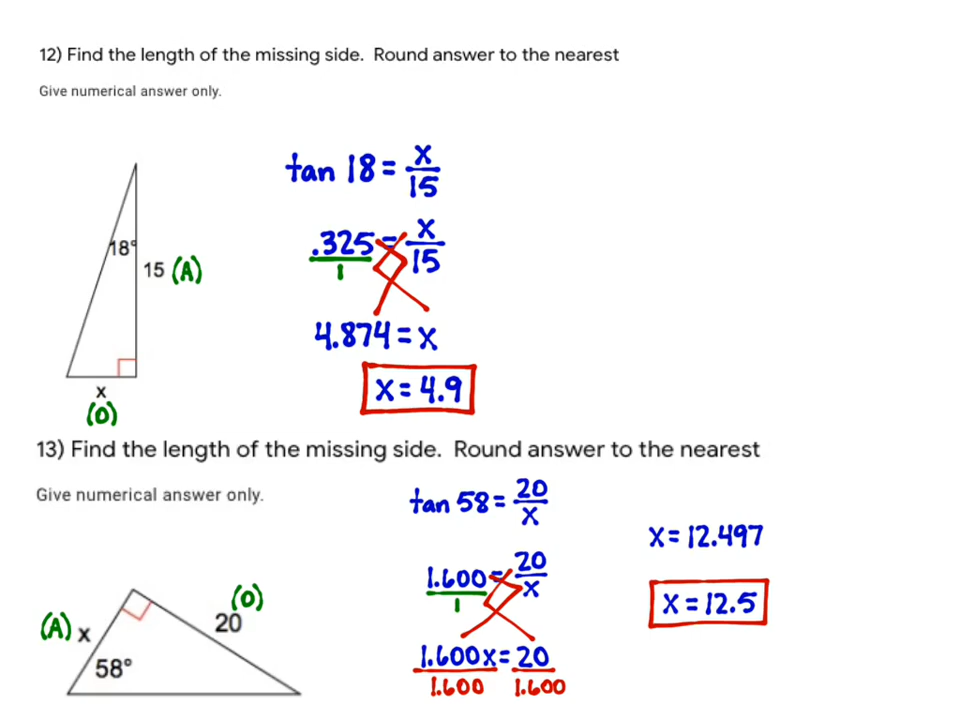 12) Find the length of the missing side. Round answer to the nearest
Give numerical answer only.
tan 18 = x/15
18°
.325/1 = x/15
15 (A)
4.874 = x
x = 4.9
x
(O)
13) Find the length of the missing side. Round answer to the nearest
Give numerical answer only.
tan 58 = 20/x
x = 12.497
1.600/1 = 20/x
x = 12.5
(O)
20
(A) x
58°
1.600x = 20
1.600 1.600